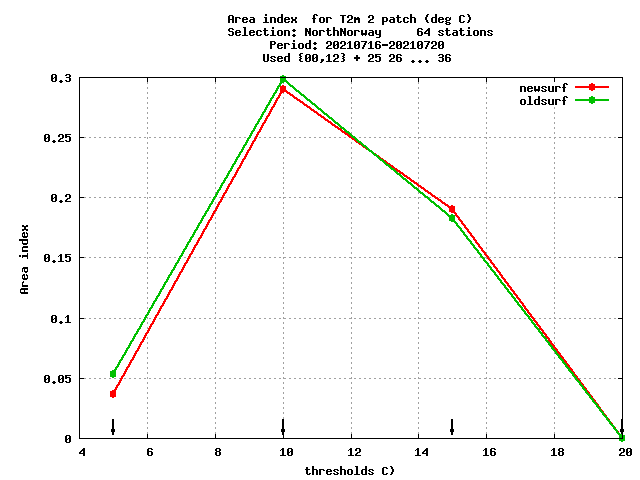 Area index  for T2m 2 patch (deg C)
Selection: NorthNorway     64 stations
Period: 20210716-20210720
Used {00,12} + 25 26 ... 36
newsurf
oldsurf
0.3
0.25
0.2
0.15
0.1
0.05
0
Area index
4 6 8 10 12 14 16 18 20
thresholds C)